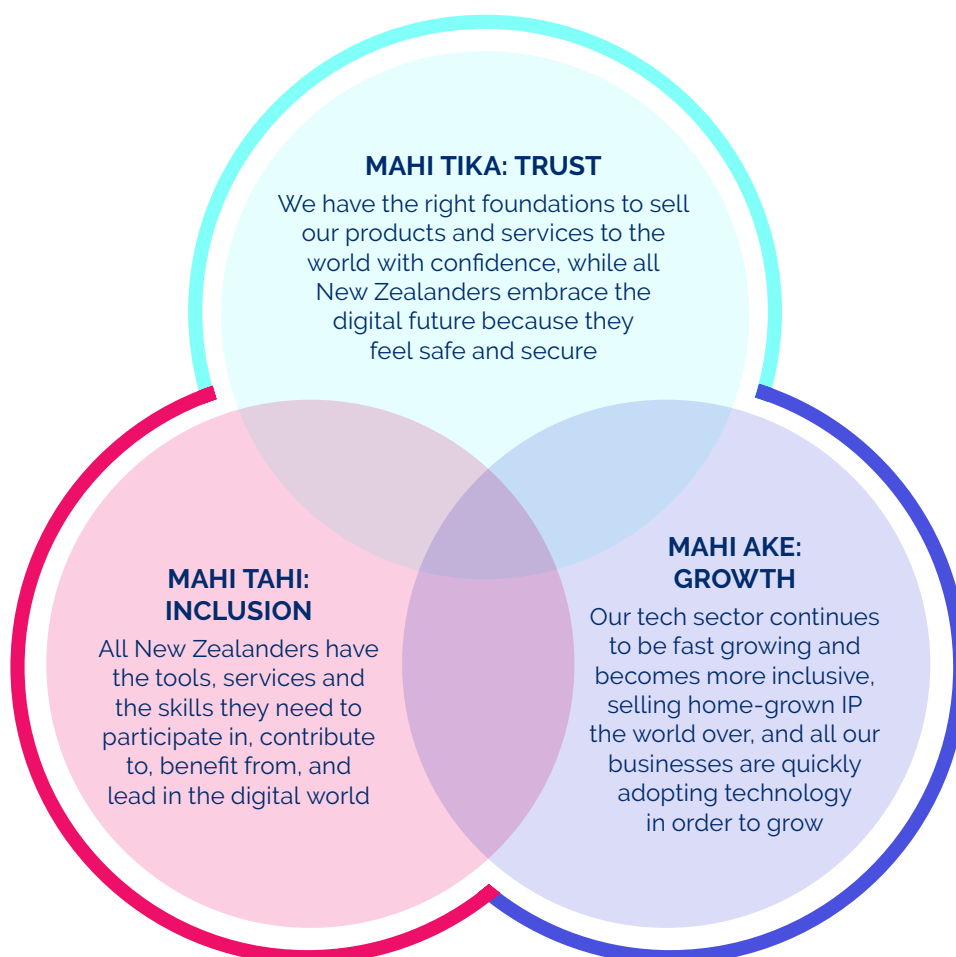 MAHI TIKA: TRUST
We have the right foundations to sell
our products and services to the
world with confidence, while all
New Zealanders embrace the
digital future because they
feel safe and secure
MAHI TAHI:
INCLUSION
All New Zealanders have
the tools, services and
the skills they need to
participate in, contribute
to, benefit from, and
lead in the digital world
MAHI AKE:
GROWTH
Our tech sector continues
to be fast growing and
becomes more inclusive,
selling home-grown IP
the world over, and all our
businesses are quickly
adopting technology
in order to grow